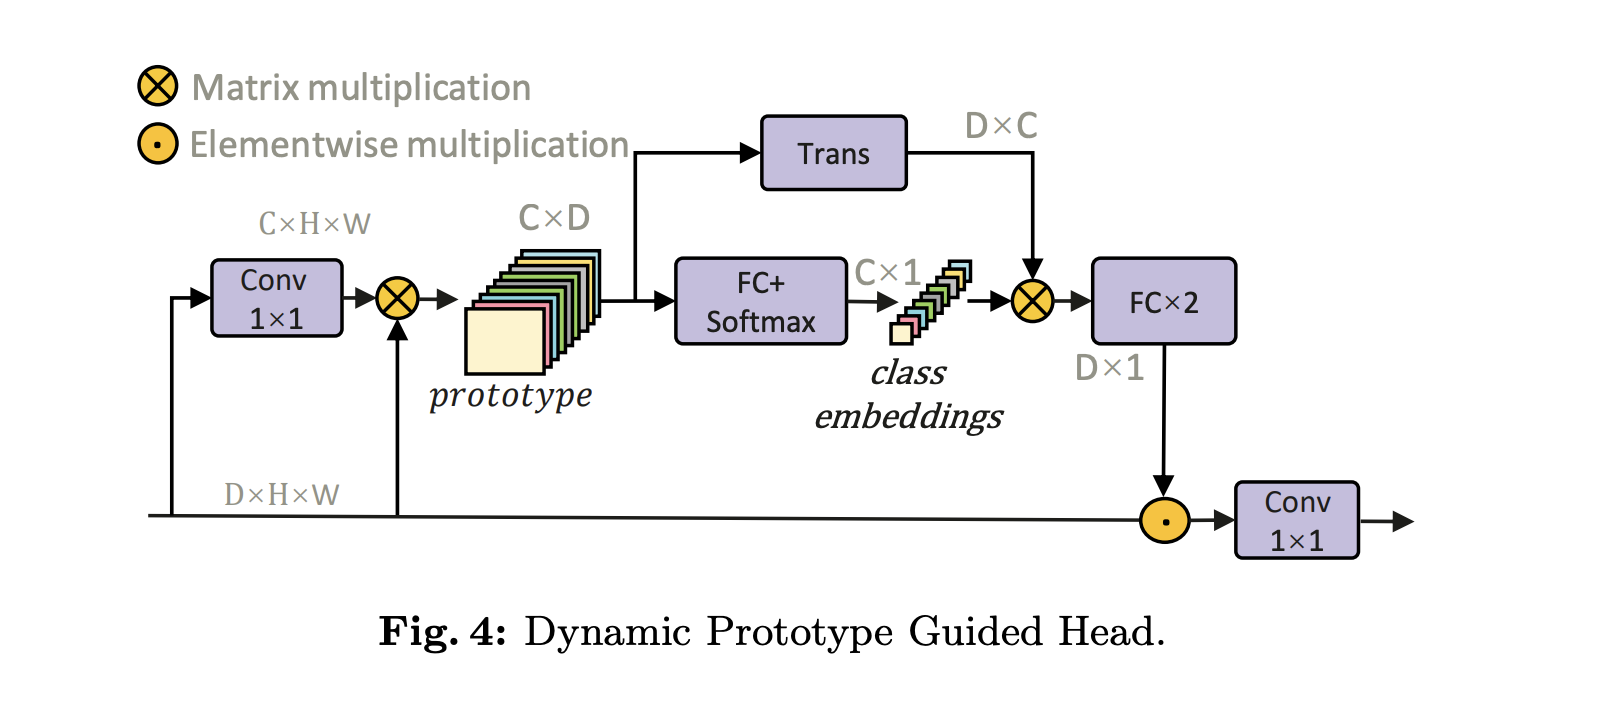 Matrix multiplication
Elementwise multiplication
Trans
D×C
C×H×W
C×D
Conv
1×1
FC+
Softmax
C×1
FC×2
prototype
class
embeddings
D×1
D×H×W
Conv
1×1
Fig. 4: Dynamic Prototype Guided Head.